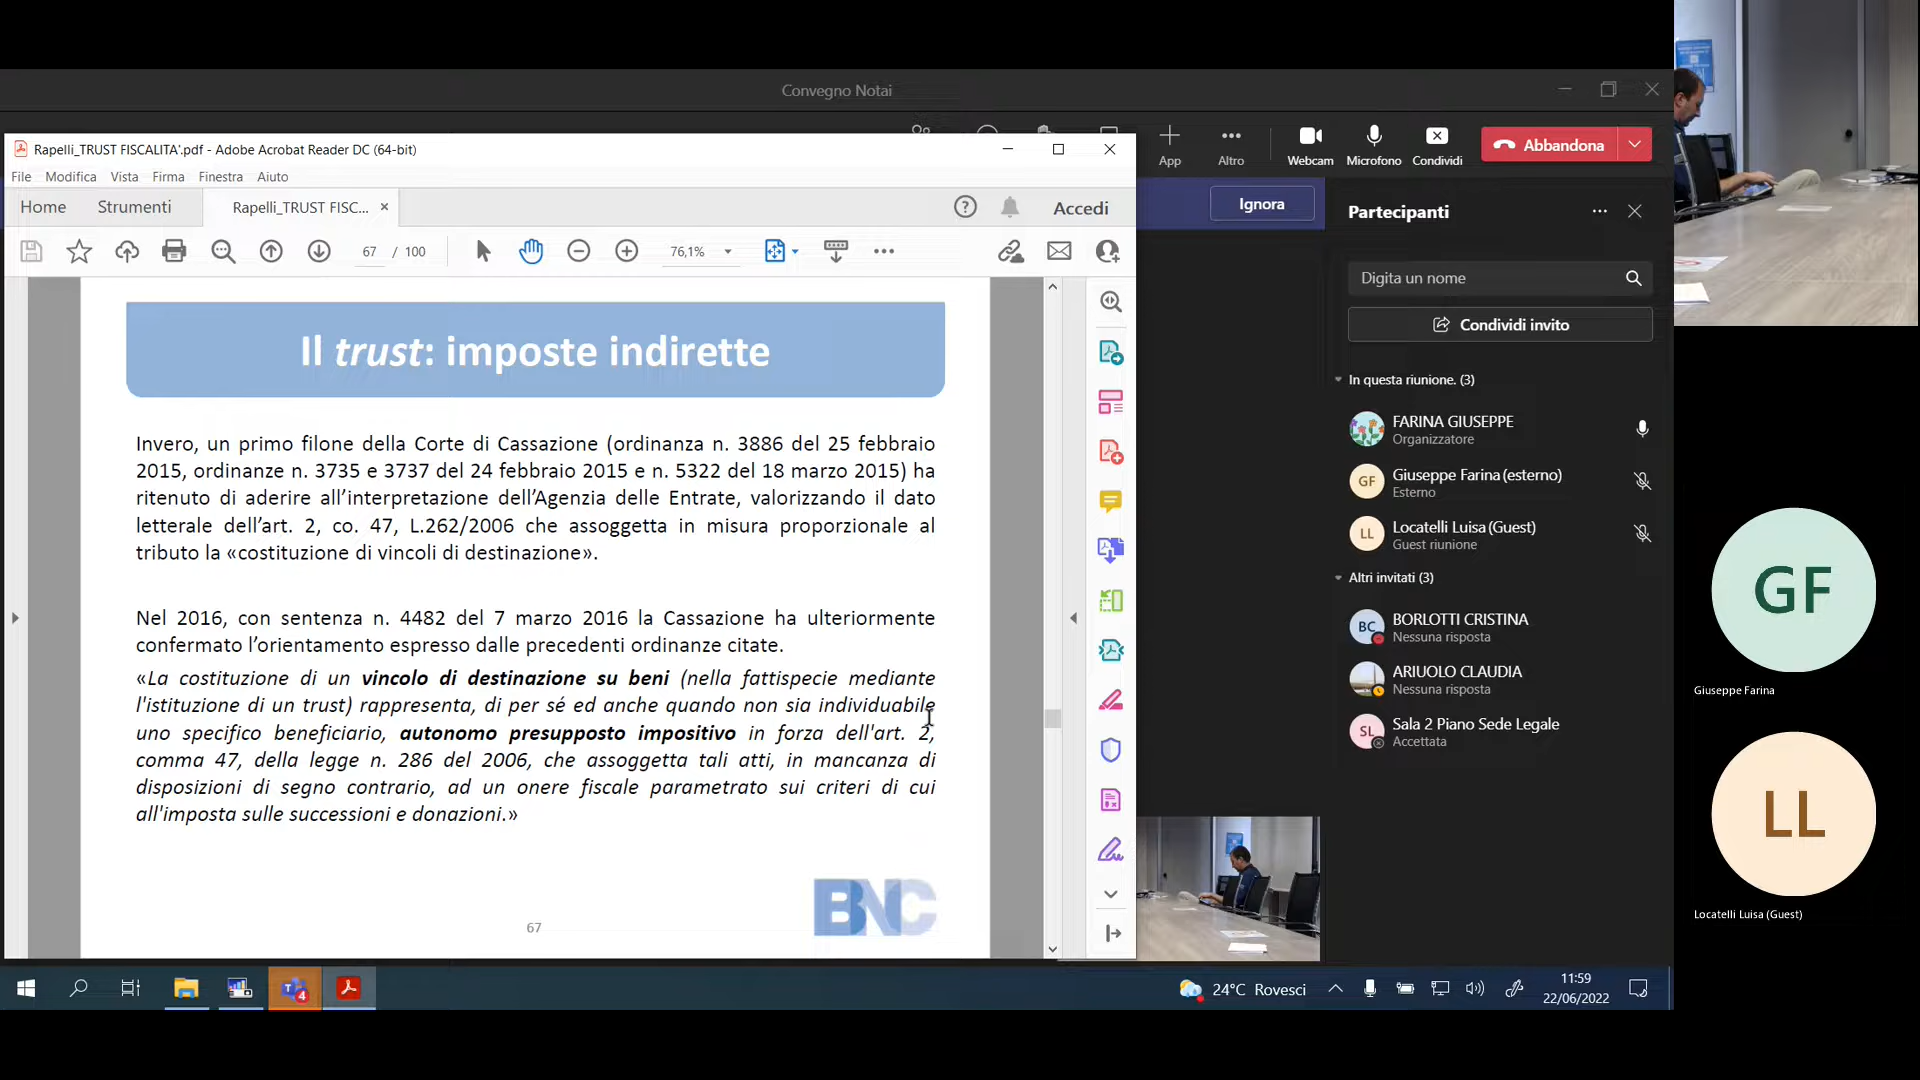 Convegno Notai
Rapelli_TRUST FISCALITA'.pdf - Adobe Acrobat Reader DC (64-bit)
File Modifica Vista Firma Finestra Aiuto
Home Strumenti Rapelli_TRUST FISC... Accedi
67 / 100 76,1%
Il trust: imposte indirette
Invero, un primo filone della Corte di Cassazione (ordinanza n. 3886 del 25 febbraio
2015, ordinanze n. 3735 e 3737 del 24 febbraio 2015 e n. 5322 del 18 marzo 2015) ha
ritenuto di aderire all’interpretazione dell’Agenzia delle Entrate, valorizzando il dato
letterale dell’art. 2, co. 47, L.262/2006 che assoggetta in misura proporzionale al
tributo la «costituzione di vincoli di destinazione».
Nel 2016, con sentenza n. 4482 del 7 marzo 2016 la Cassazione ha ulteriormente
confermato l’orientamento espresso dalle precedenti ordinanze citate.
«La costituzione di un vincolo di destinazione su beni (nella fattispecie mediante
l'istituzione di un trust) rappresenta, di per sé ed anche quando non sia individuabile
uno specifico beneficiario, autonomo presupposto impositivo in forza dell'art. 2,
comma 47, della legge n. 286 del 2006, che assoggetta tali atti, in mancanza di
disposizioni di segno contrario, ad un onere fiscale parametrato sui criteri di cui
all'imposta sulle successioni e donazioni.»
67
BNC
App Altro Webcam Microfono Condividi Abbandona
Ignora
Partecipanti
Digita un nome
Condividi invito
In questa riunione. (3)
FARINA GIUSEPPE
Organizzatore
GF
Giuseppe Farina (esterno)
Esterno
LL
Locatelli Luisa (Guest)
Guest riunione
Altri invitati (3)
BC
BORLOTTI CRISTINA
Nessuna risposta
ARIUOLO CLAUDIA
Nessuna risposta
SL
Sala 2 Piano Sede Legale
Accettata
GF
Giuseppe Farina
LL
Locatelli Luisa (Guest)
4
24°C Rovesci
11:59
22/06/2022